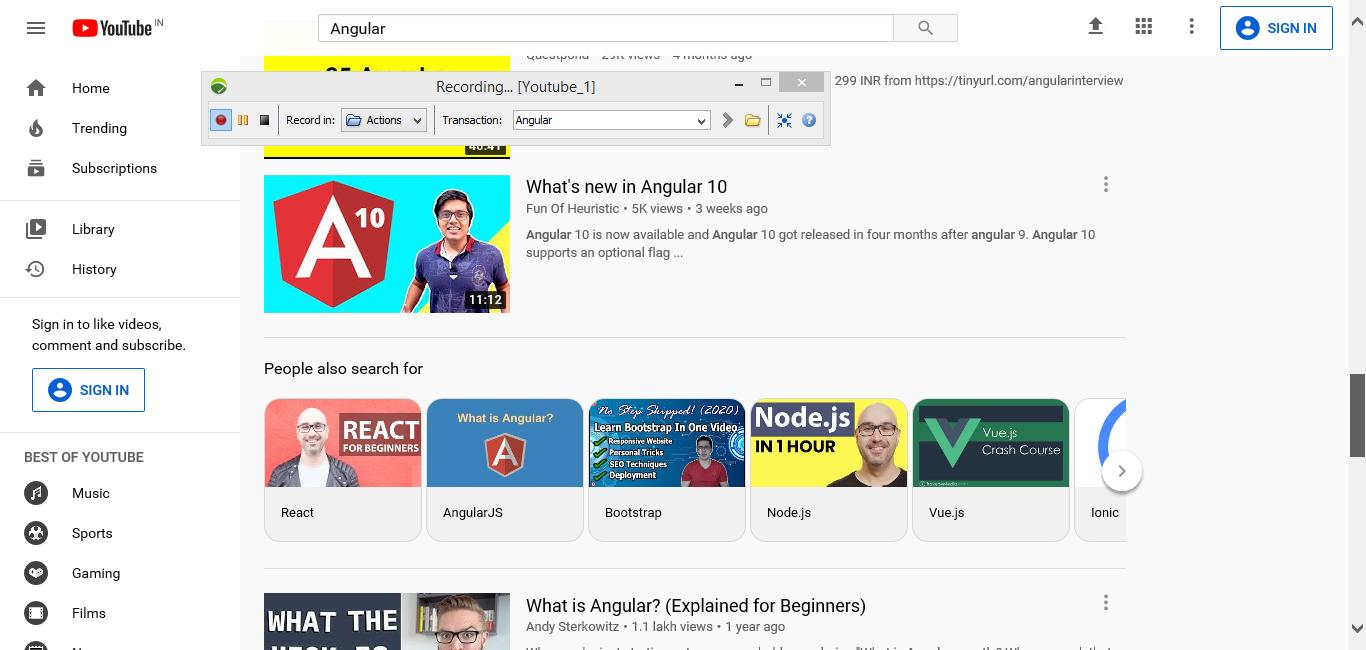 YouTube IN
Angular
SIGN IN
Home
Trending
Subscriptions
Library
History
Sign in to like videos,
comment and subscribe.
SIGN IN
BEST OF YOUTUBE
Music
Sports
Gaming
Films
Questpond • 29K views • 4 months ago
299 INR from https://tinyurl.com/angularinterview
Recording... [Youtube_1]
Record in: Actions Transaction: Angular
46:41
10
11:12
What's new in Angular 10
Fun Of Heuristic • 5K views • 3 weeks ago
Angular 10 is now available and Angular 10 got released in four months after angular 9. Angular 10
supports an optional flag ...
People also search for
REACT
FOR BEGINNERS
React
What is Angular?
AngularJS
No Step Skipped! (2020)
Learn Bootstrap In One Video
Responsive Website
Personal Tricks
SEO Techniques
Deployment
Bootstrap
Node.js
IN 1 HOUR
Node.js
Vue.js
Crash Course
Vue.js
Ionic
WHAT THE
What is Angular? (Explained for Beginners)
Andy Sterkowitz • 1.1 lakh views • 1 year ago